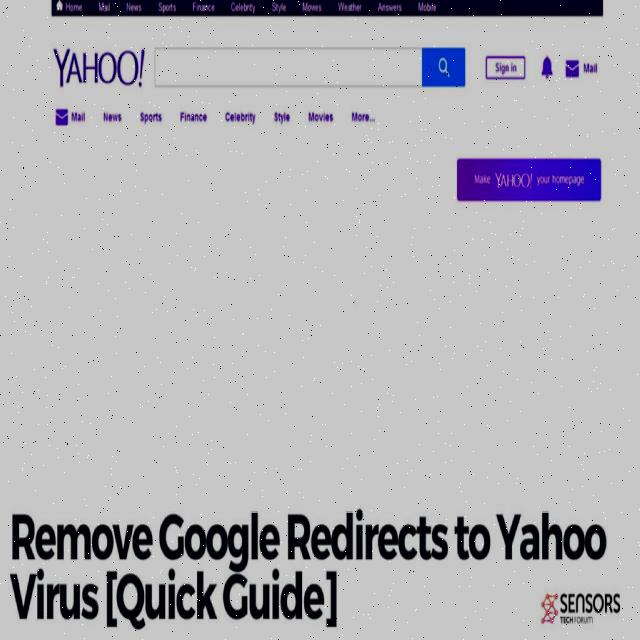 Home Mail News Sports Finance Celebrity Style Movies Weather Answers Mobile
YAHOO! Sign in Mail
Mail News Sports Finance Celebrity Style Movies More...
Make YAHOO! your homepage
Remove Google Redirects to Yahoo
Virus [Quick Guide]
SENSORS
TECH FORUM